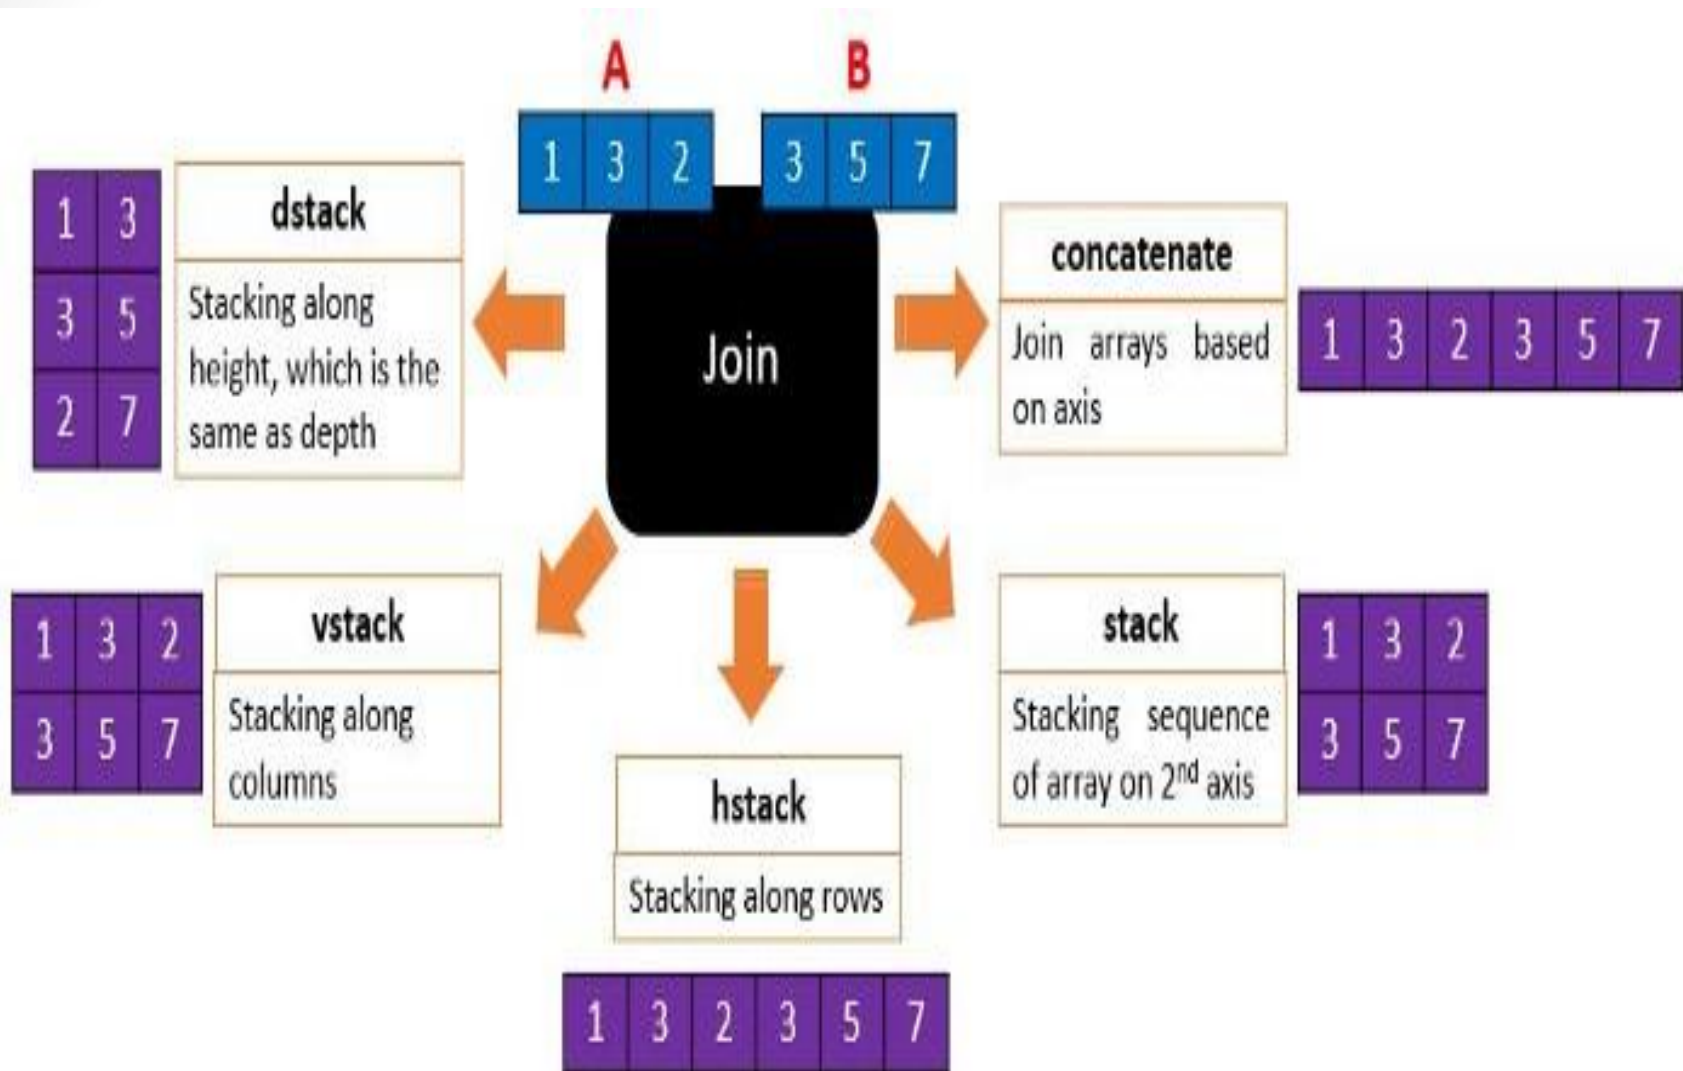 A
B
1 3 2
3 5 7
Join
1 3
3 5
2 7
dstack
Stacking along
height, which is the
same as depth
concatenate
Join arrays based
on axis
1 3 2 3 5 7
1 3 2
3 5 7
vstack
Stacking along
columns
hstack
Stacking along rows
1 3 2 3 5 7
stack
Stacking sequence
of array on 2nd axis
1 3 2
3 5 7